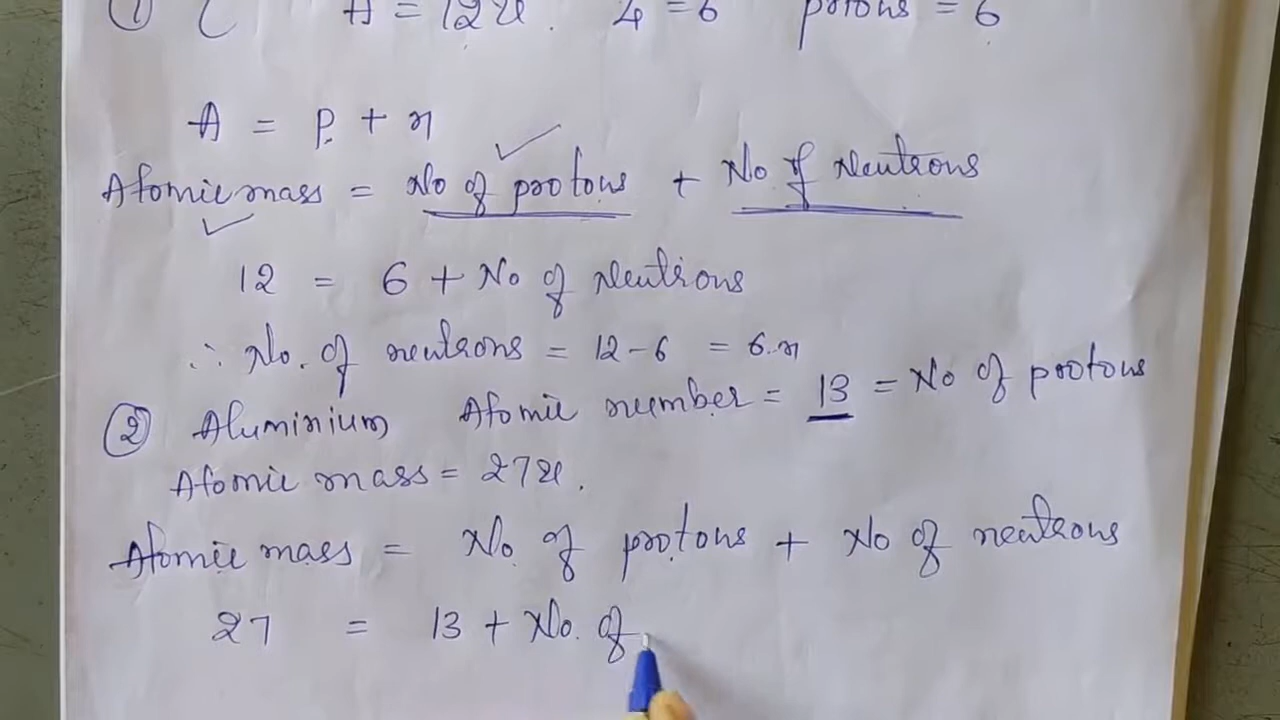 ① C A = 12u. Z = 6 protons = 6
A = P + n
Atomic mass = No of protons + No. of Neutrons
12 = 6 + No of Neutrons
∴ No. of neutrons = 12 - 6 = 6 n
② Aluminium Atomic number = 13 = No of protons
Atomic mass = 27u.
Atomic mass = No. of protons + No of neutrons
27 = 13 + No. of